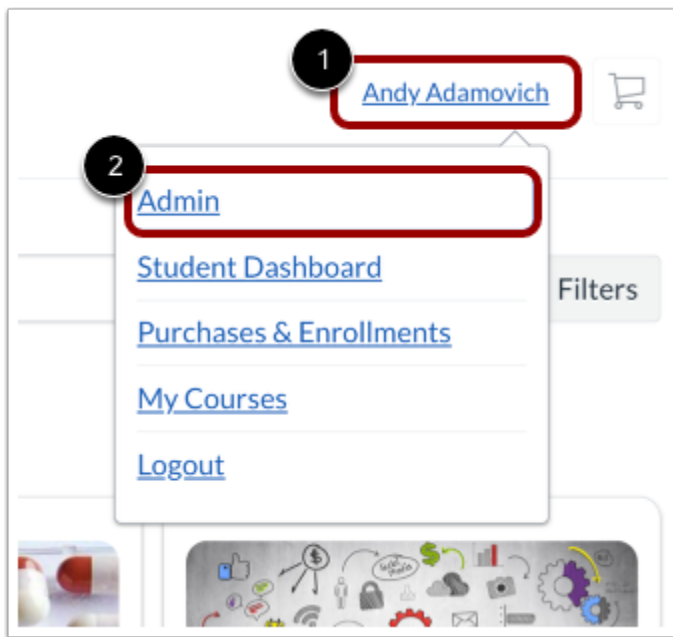 1
Andy Adamovich
2
Admin
Student Dashboard
Filters
Purchases & Enrollments
My Courses
Logout